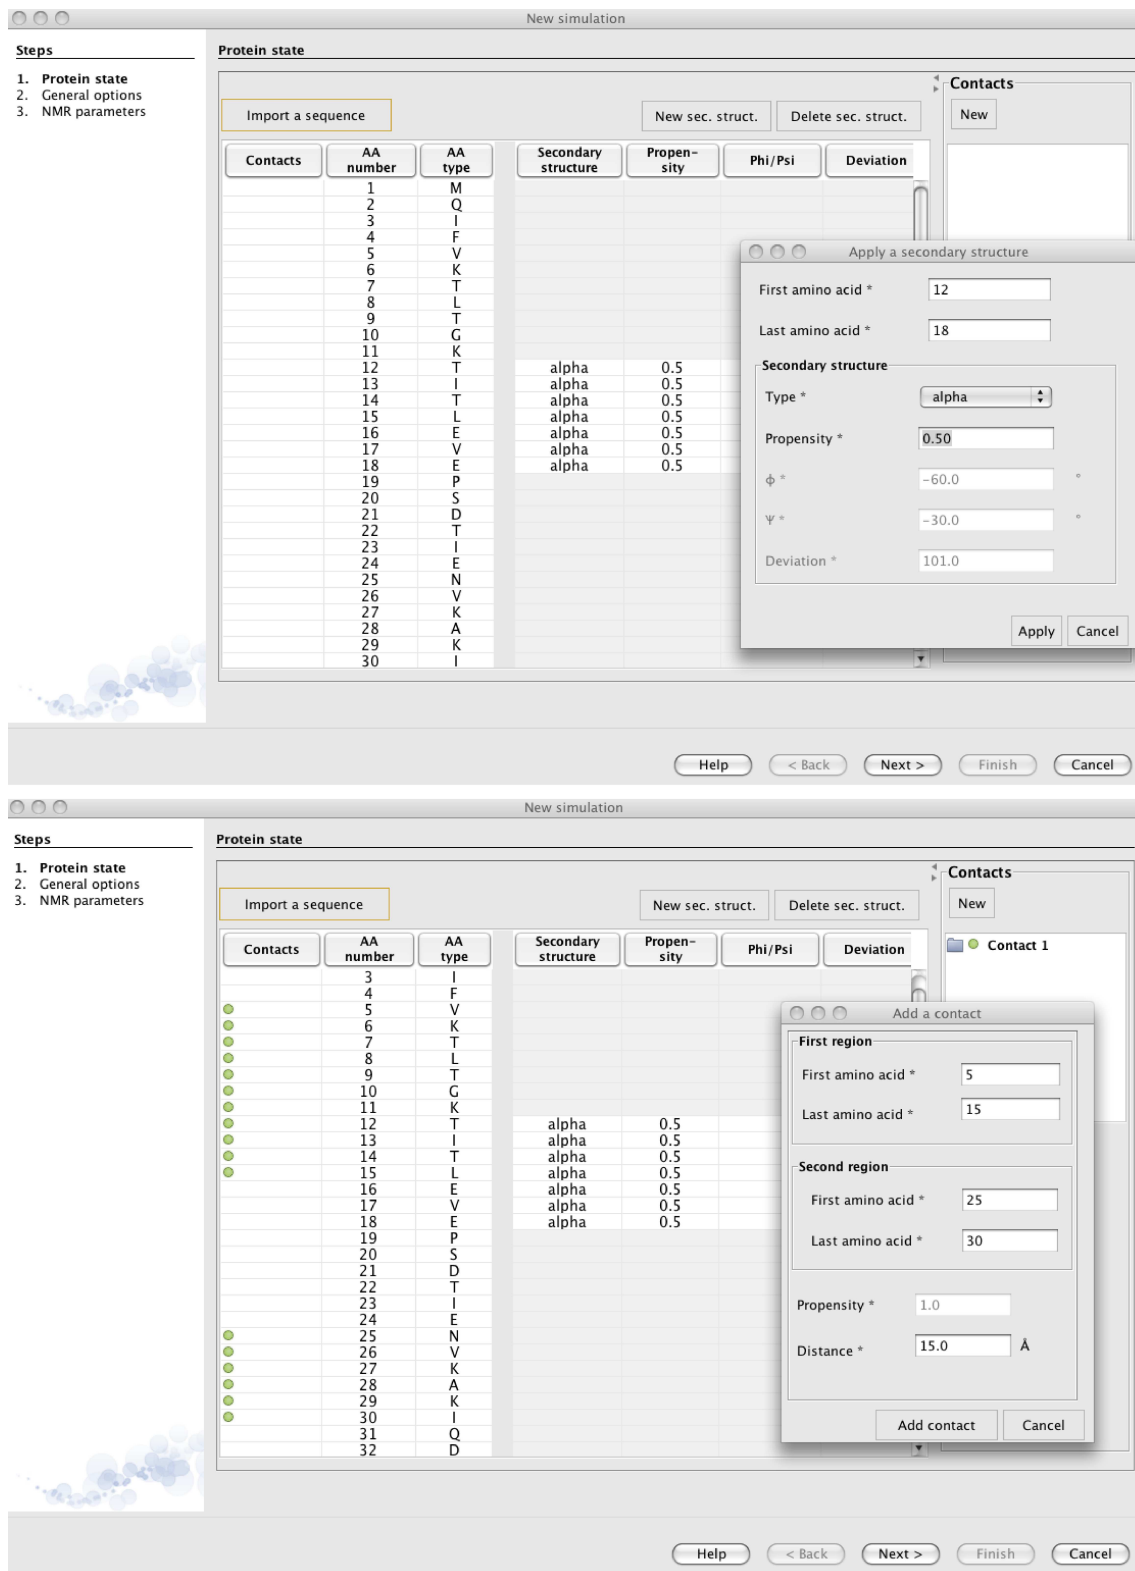 New simulation
Steps
1. Protein state
2. General options
3. NMR parameters
Protein state
Import a sequence
New sec. struct.
Delete sec. struct.
Contacts
New
Contacts AA number AA type Secondary structure Propen- sity Phi/Psi Deviation
1 M
2 Q
3 I
4 F
5 V
6 K
7 T
8 L
9 T
10 G
11 K
12 T alpha 0.5
13 I alpha 0.5
14 T alpha 0.5
15 L alpha 0.5
16 E alpha 0.5
17 V alpha 0.5
18 E alpha 0.5
19 P
20 S
21 D
22 T
23 I
24 E
25 N
26 V
27 K
28 A
29 K
30 I
Apply a secondary structure
First amino acid * 12
Last amino acid * 18
Secondary structure
Type * alpha
Propensity * 0.50
ϕ * -60.0 °
Ψ * -30.0 °
Deviation * 101.0
Apply Cancel
Help < Back Next > Finish Cancel
New simulation
Steps
1. Protein state
2. General options
3. NMR parameters
Protein state
Import a sequence
New sec. struct.
Delete sec. struct.
Contacts
New
Contact 1
Contacts AA number AA type Secondary structure Propen- sity Phi/Psi Deviation
3 I
4 F
5 V
6 K
7 T
8 L
9 T
10 G
11 K
12 T alpha 0.5
13 I alpha 0.5
14 T alpha 0.5
15 L alpha 0.5
16 E alpha 0.5
17 V alpha 0.5
18 E alpha 0.5
19 P
20 S
21 D
22 T
23 I
24 E
25 N
26 V
27 K
28 A
29 K
30 I
31 Q
32 D
Add a contact
First region
First amino acid * 5
Last amino acid * 15
Second region
First amino acid * 25
Last amino acid * 30
Propensity * 1.0
Distance * 15.0 Å
Add contact Cancel
Help < Back Next > Finish Cancel